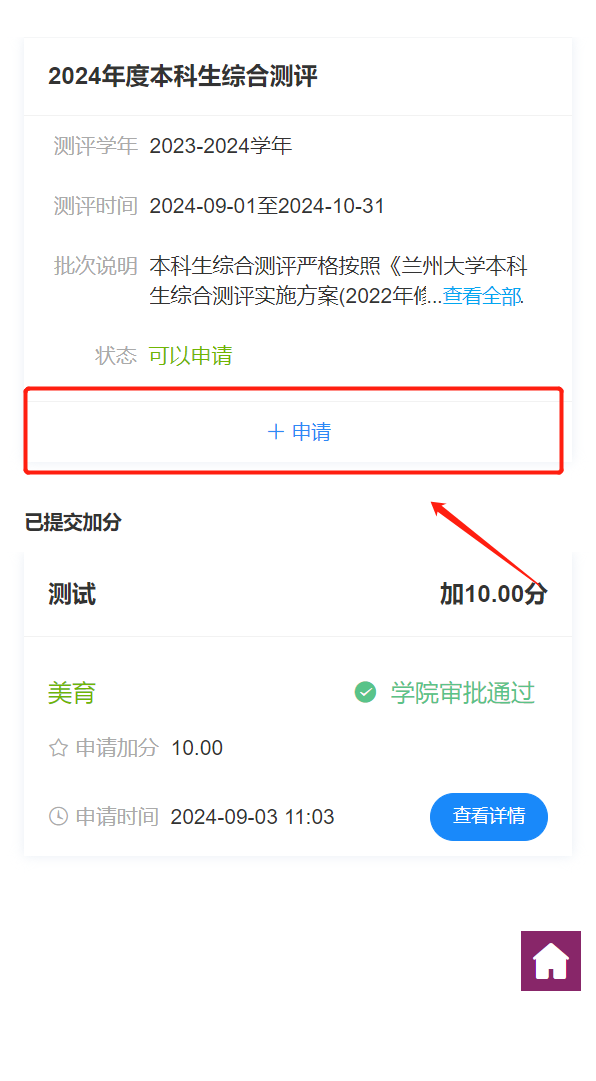 2024年度本科生综合测评
测评学年 2023-2024学年
测评时间 2024-09-01至2024-10-31
批次说明 本科生综合测评严格按照《兰州大学本科
生综合测评实施方案(2022年修...查看全部.
状态 可以申请
+ 申请
已提交加分
测试 加10.00分
美育 学院审批通过
申请加分 10.00
申请时间 2024-09-03 11:03 查看详情